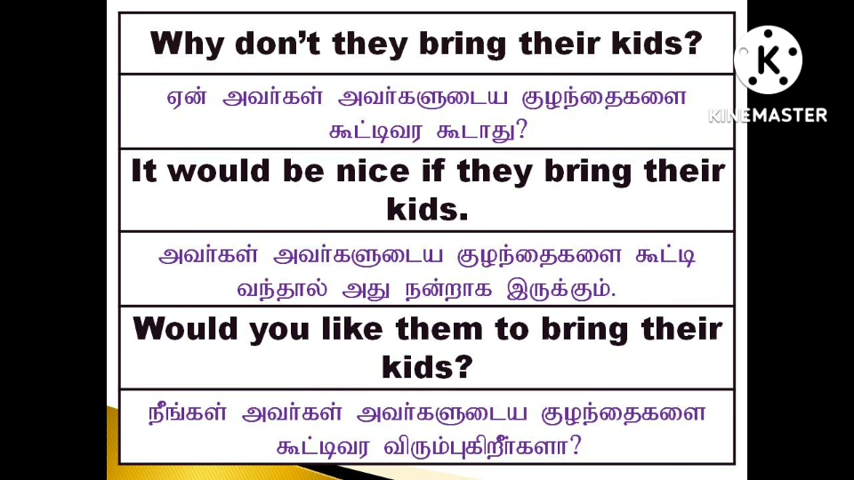 Why don't they bring their kids?
K
KINEMASTER
ஏன் அவர்கள் அவர்களுடைய குழந்தைகளை
கூட்டிவர கூடாது?
It would be nice if they bring their
kids.
அவர்கள் அவர்களுடைய குழந்தைகளை கூட்டி
வந்தால் அது நன்றாக இருக்கும்.
Would you like them to bring their
kids?
நீங்கள் அவர்கள் அவர்களுடைய குழந்தைகளை
கூட்டிவர விரும்புகிறீர்களா?